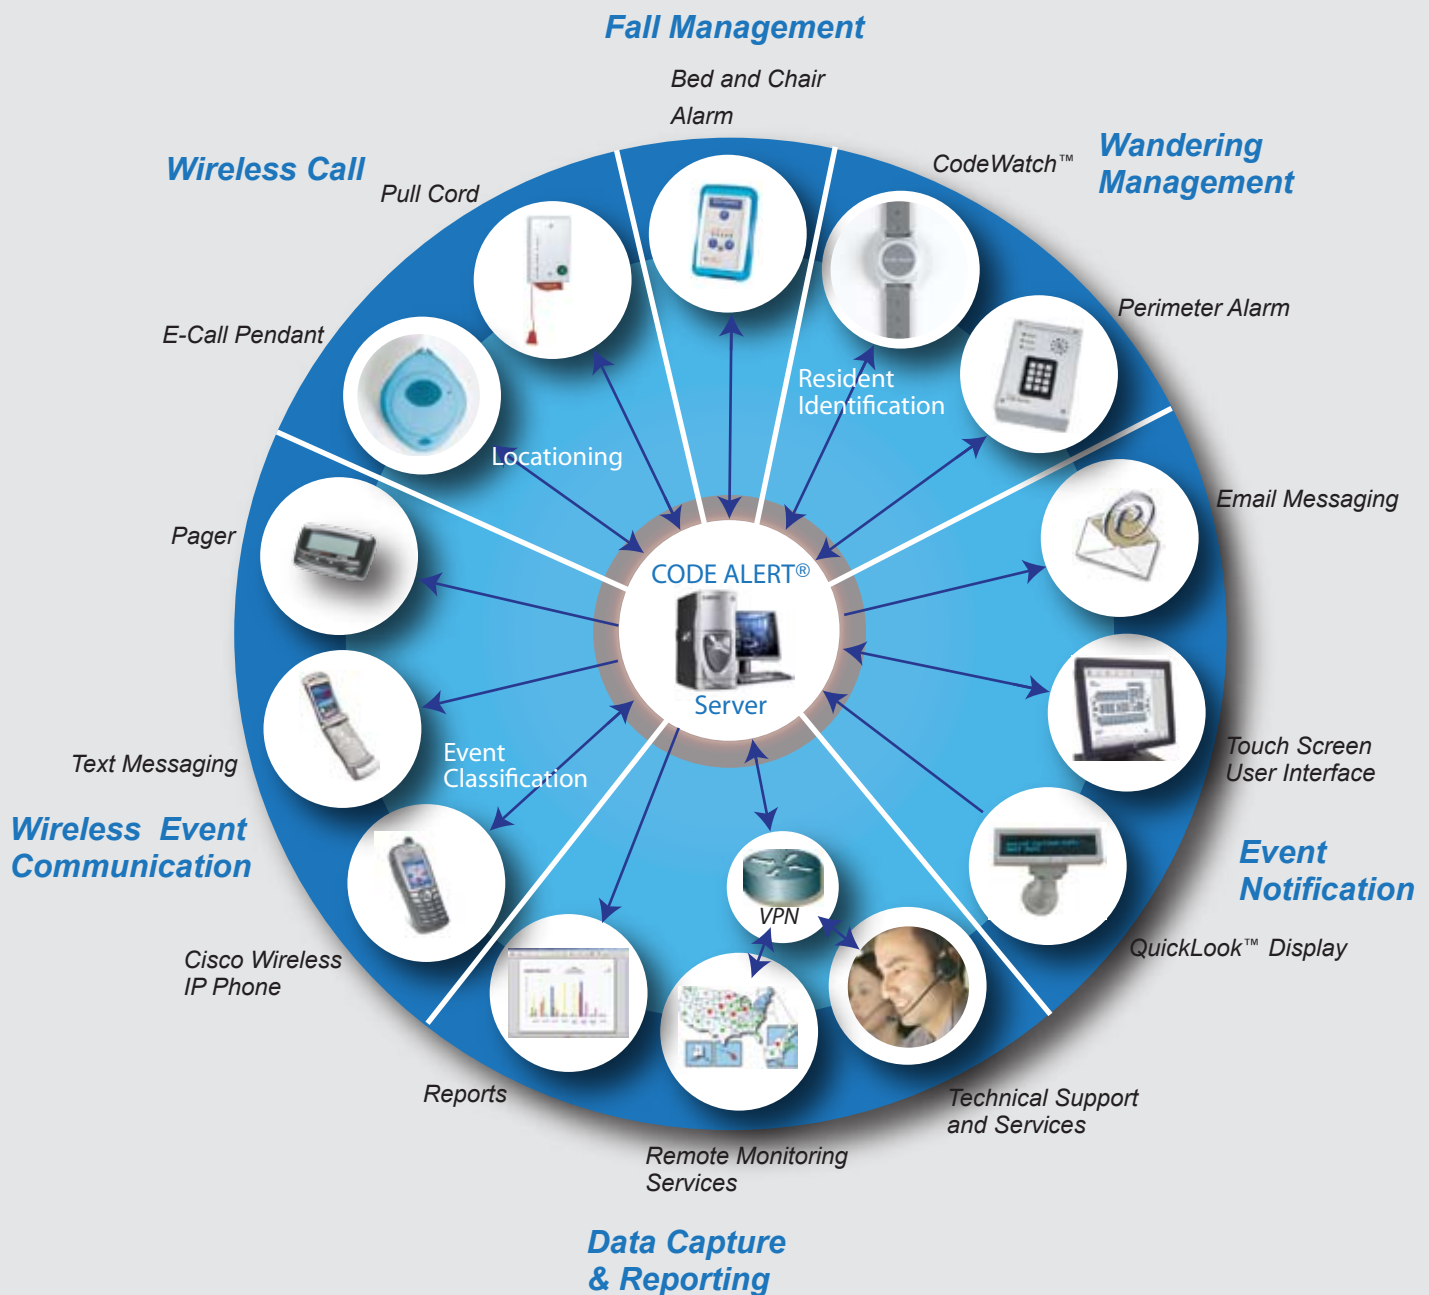 Fall Management
Bed and Chair
Alarm
Wireless Call
Pull Cord
CodeWatch™
Wandering
Management
E-Call Pendant
Perimeter Alarm
Resident
Identification
Locationing
Pager
Email Messaging
CODE ALERT®
Server
Text Messaging
Event
Classification
Touch Screen
User Interface
Wireless Event
Communication
Event
Notification
VPN
QuickLook™ Display
Cisco Wireless
IP Phone
Reports
Technical Support
and Services
Remote Monitoring
Services
Data Capture
& Reporting